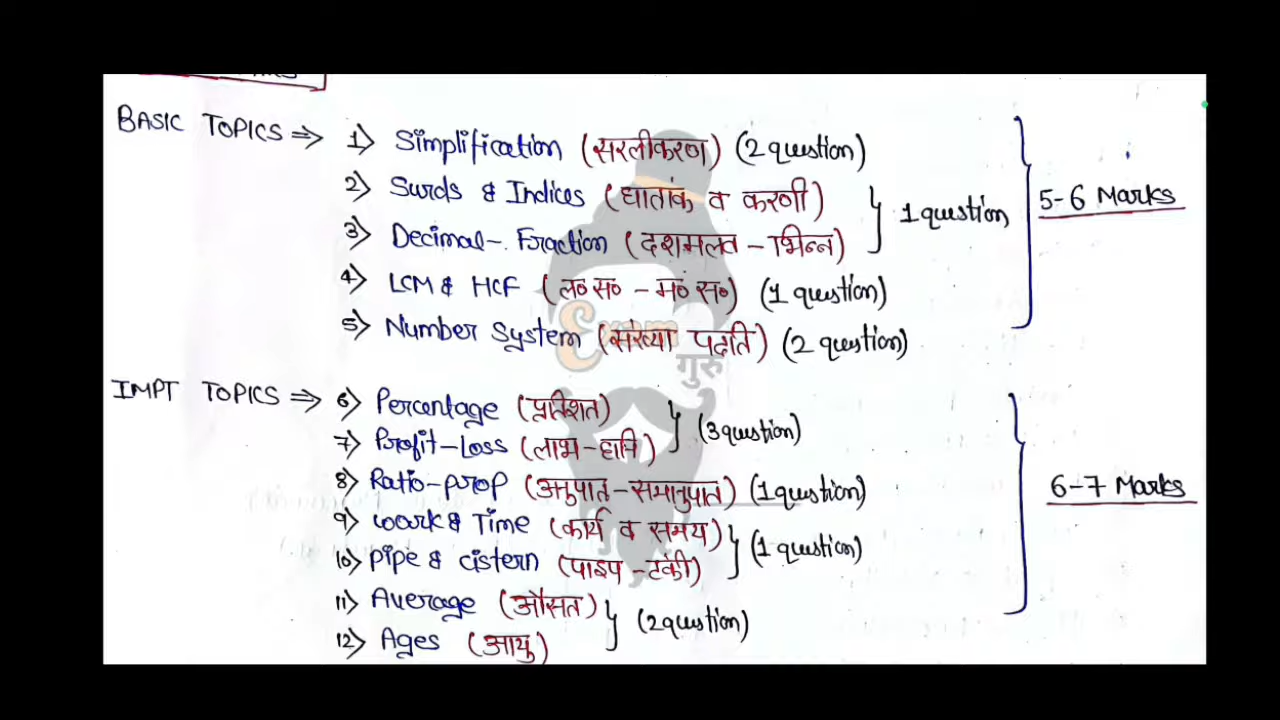 BASIC TOPICS ⇒ 1) Simplification (सरलीकरण) (2 question)
2) Surds & Indices (घातांक व करणी)
3) Decimal- Fraction (दशमलव - भिन्न) } 1 question
4) LCM & HCF (ल० स० - म० स०) (1 question)
5) Number System (संख्या पद्धति) (2 question)
5-6 Marks
IMPT TOPICS ⇒ 6) Percentage (प्रतिशत)
7) Profit-Loss (लाभ-हानि) } (3 question)
8) Ratio-prop (अनुपात-समानुपात) (1 question)
9) Work & Time (कार्य व समय)
10) Pipe & cistern (पाइप -टंकी) } (1 question)
11) Average (औसत)
12) Ages (आयु) } (2 question)
6-7 Marks
Exam
गुरु